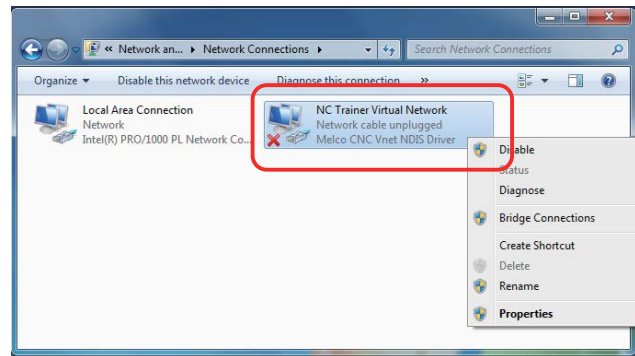 « Network an... ▸ Network Connections ▸
Search Network Connections
Organize ▼ Disable this network device Diagnose this connection »
Local Area Connection
Network
Intel(R) PRO/1000 PL Network Co...
NC Trainer Virtual Network
Network cable unplugged
Melco CNC Vnet NDIS Driver
Disable
Status
Diagnose
Bridge Connections
Create Shortcut
Delete
Rename
Properties